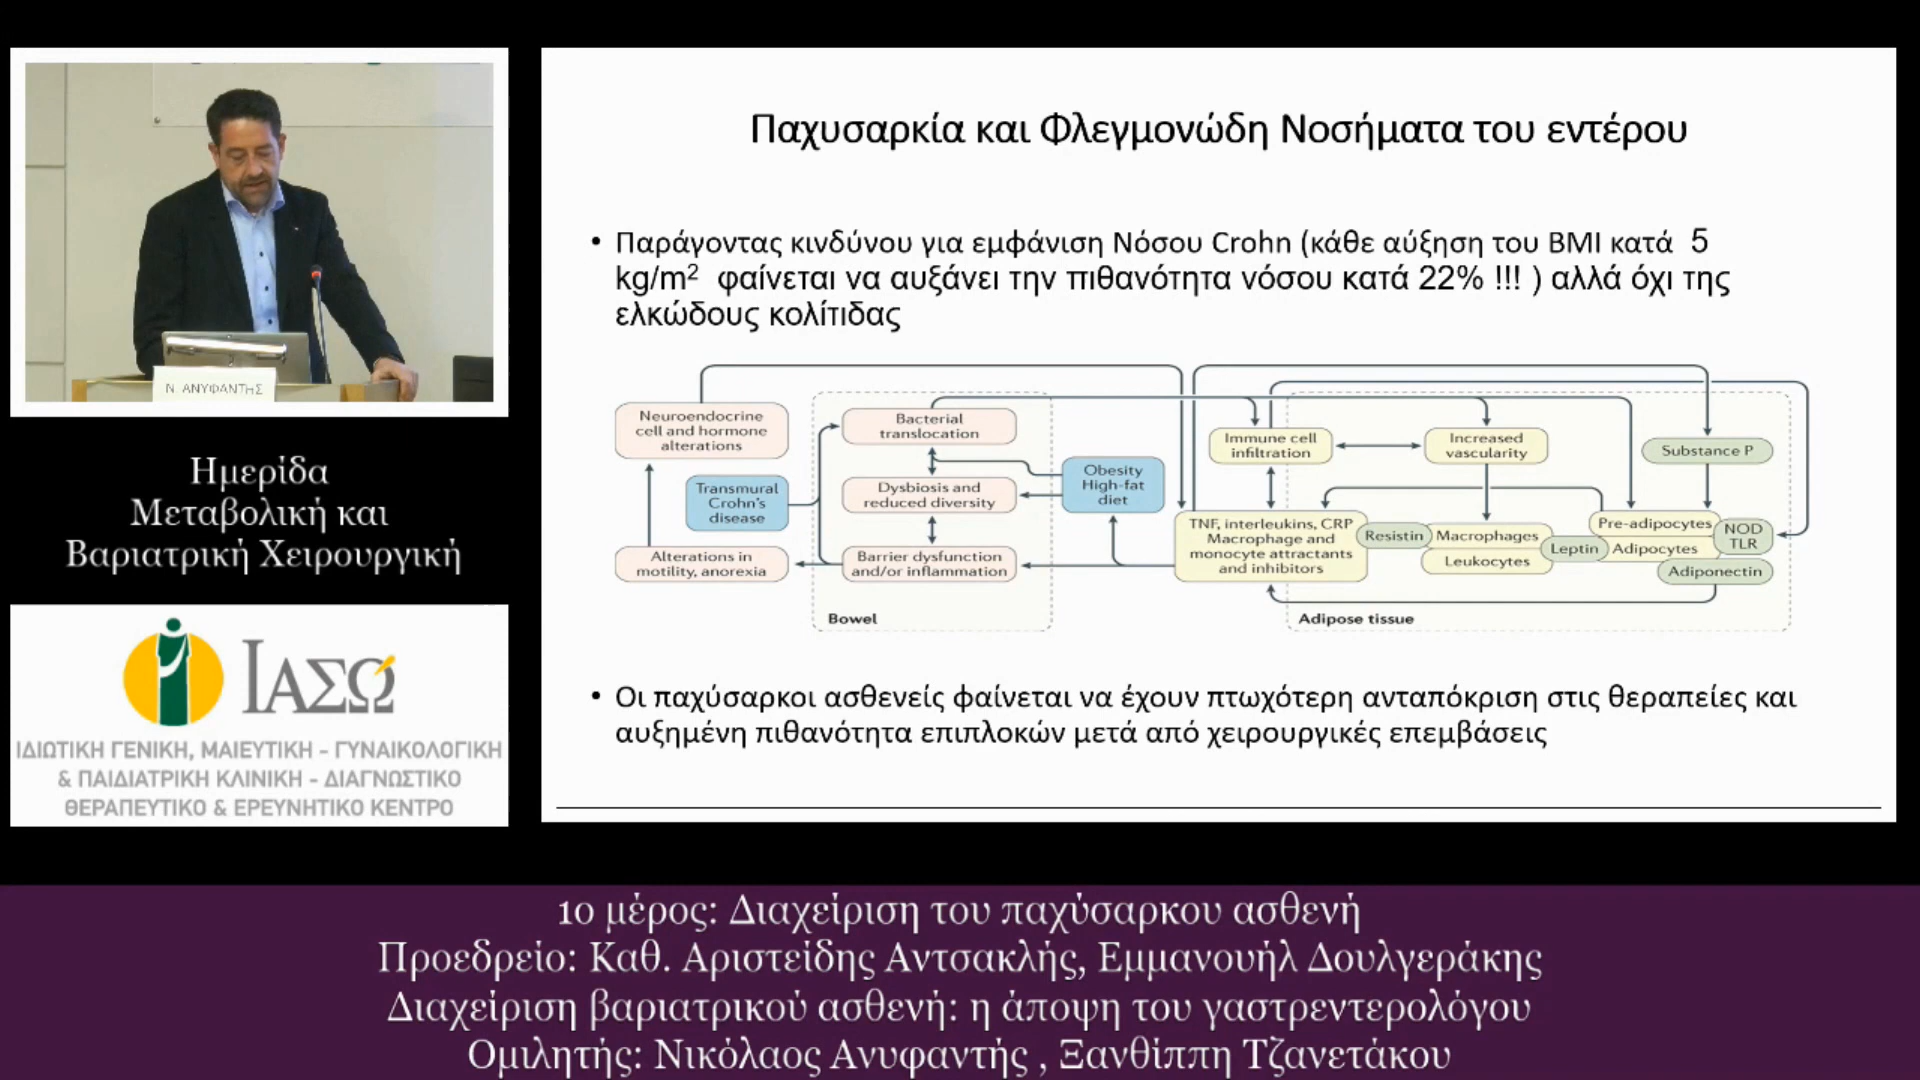 Ν. ΑΝΥΦΑΝΤΗΣ
Ημερίδα
Μεταβολική και
Βαριατρική Χειρουργική
ΙΑΣΩ
ΙΔΙΩΤΙΚΗ ΓΕΝΙΚΗ, ΜΑΙΕΥΤΙΚΗ – ΓΥΝΑΙΚΟΛΟΓΙΚΗ
& ΠΑΙΔΙΑΤΡΙΚΗ ΚΛΙΝΙΚΗ – ΔΙΑΓΝΩΣΤΙΚΟ
ΘΕΡΑΠΕΥΤΙΚΟ & ΕΡΕΥΝΗΤΙΚΟ ΚΕΝΤΡΟ
Παχυσαρκία και Φλεγμονώδη Νοσήματα του εντέρου
• Παράγοντας κινδύνου για εμφάνιση Νόσου Crohn (κάθε αύξηση του BMI κατά 5
kg/m² φαίνεται να αυξάνει την πιθανότητα νόσου κατά 22% !!! ) αλλά όχι της
ελκώδους κολίτιδας
Neuroendocrine
cell and hormone
alterations
Transmural
Crohn's
disease
Alterations in
motility, anorexia
Bacterial
translocation
Dysbiosis and
reduced diversity
Barrier dysfunction
and/or inflammation
Bowel
Obesity
High-fat
diet
Immune cell
infiltration
Increased
vascularity
Substance P
TNF, interleukins, CRP
Macrophage and
monocyte attractants
and inhibitors
Resistin
Macrophages
Leukocytes
Leptin
Pre-adipocytes
Adipocytes
NOD
TLR
Adiponectin
Adipose tissue
• Οι παχύσαρκοι ασθενείς φαίνεται να έχουν πτωχότερη ανταπόκριση στις θεραπείες και
αυξημένη πιθανότητα επιπλοκών μετά από χειρουργικές επεμβάσεις
1ο μέρος: Διαχείριση του παχύσαρκου ασθενή
Προεδρείο: Καθ. Αριστείδης Αντσακλής, Εμμανουήλ Δουλγεράκης
Διαχείριση βαριατρικού ασθενή: η άποψη του γαστρεντερολόγου
Ομιλητής: Νικόλαος Ανυφαντής , Ξανθίππη Τζανετάκου